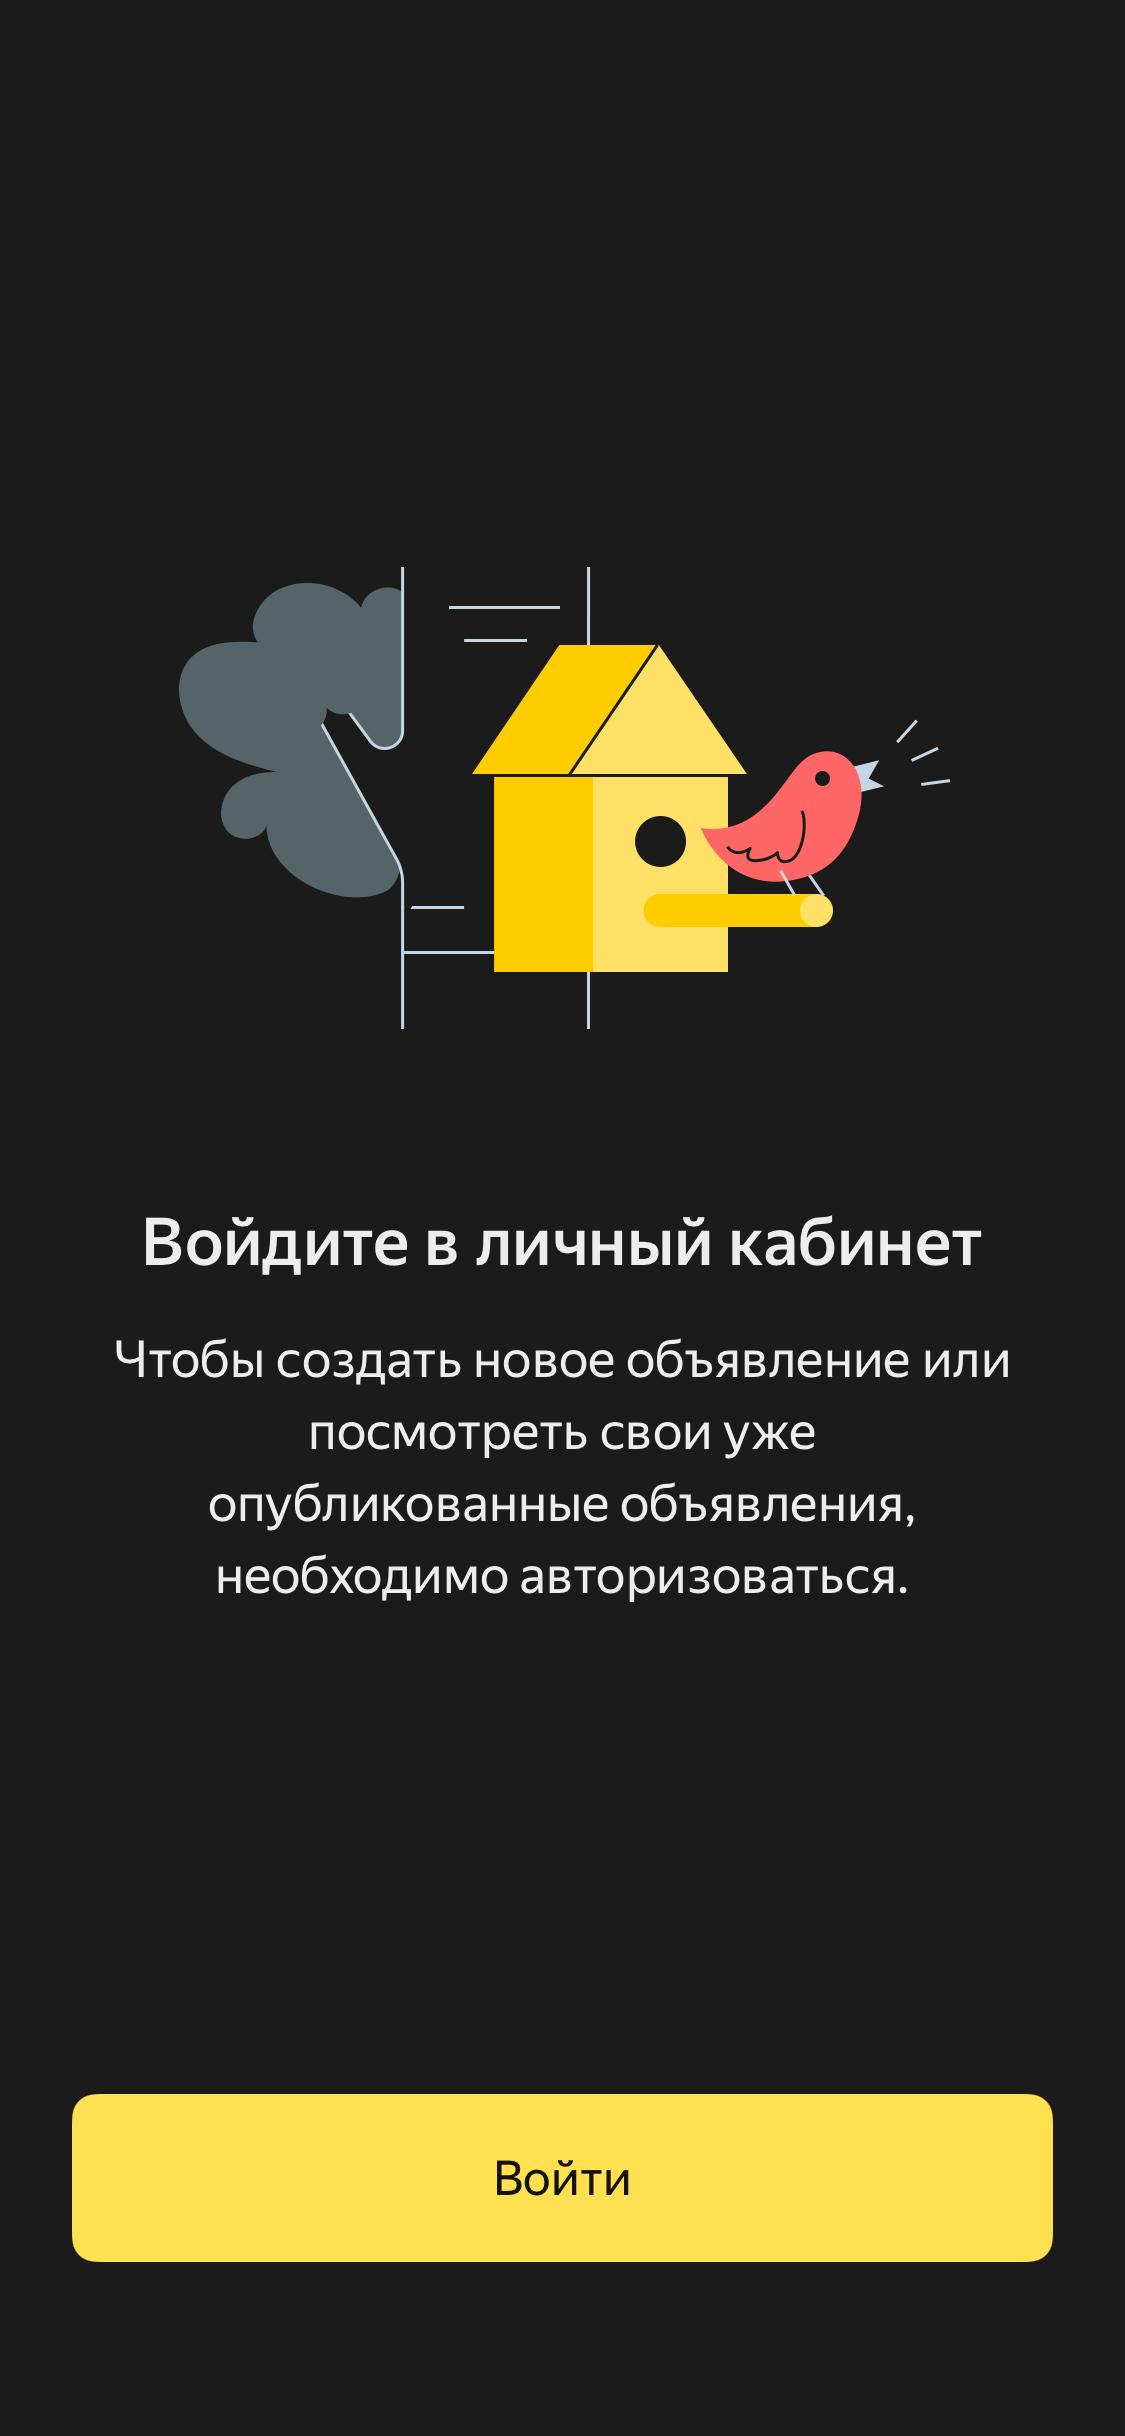 Войдите в личный кабинет
Чтобы создать новое объявление или
посмотреть свои уже
опубликованные объявления,
необходимо авторизоваться.
Войти